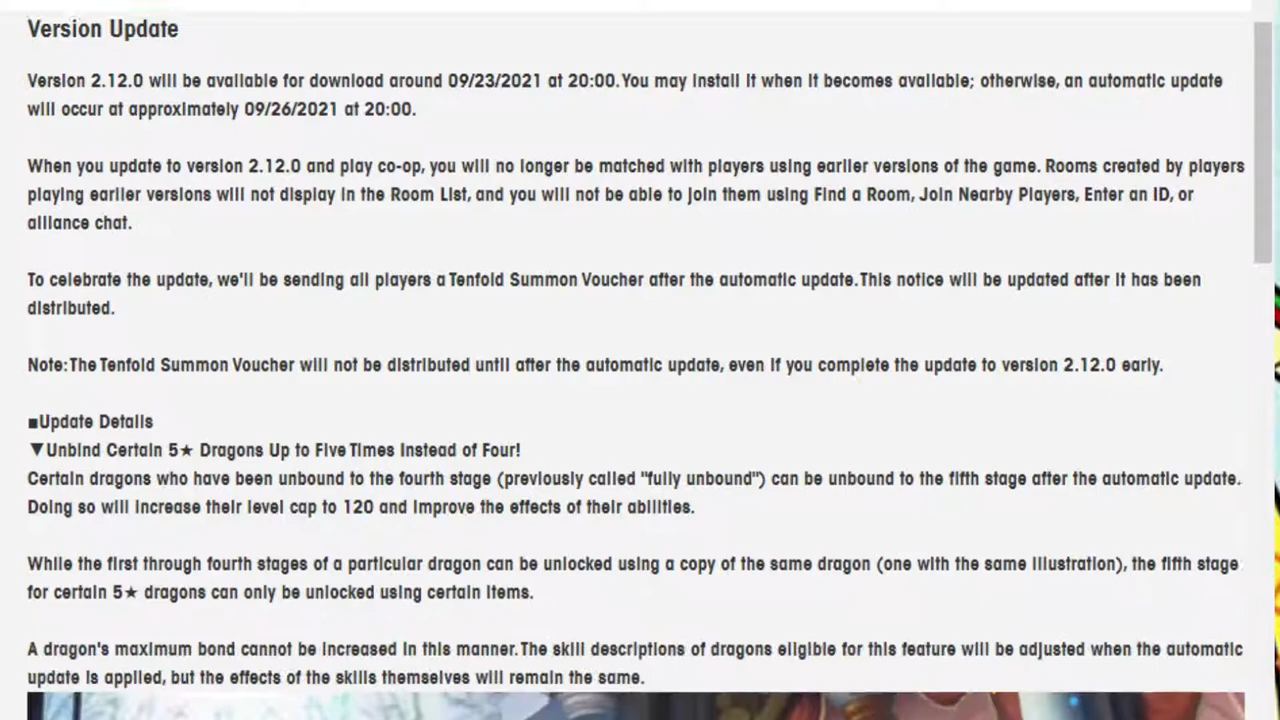 Version Update
Version 2.12.0 will be available for download around 09/23/2021 at 20:00. You may install it when it becomes available; otherwise, an automatic update
will occur at approximately 09/26/2021 at 20:00.
When you update to version 2.12.0 and play co-op, you will no longer be matched with players using earlier versions of the game. Rooms created by players
playing earlier versions will not display in the Room List, and you will not be able to join them using Find a Room, Join Nearby Players, Enter an ID, or
alliance chat.
To celebrate the update, we'll be sending all players a Tenfold Summon Voucher after the automatic update. This notice will be updated after it has been
distributed.
Note: The Tenfold Summon Voucher will not be distributed until after the automatic update, even if you complete the update to version 2.12.0 early.
■Update Details
▼Unbind Certain 5★ Dragons Up to Five Times Instead of Four!
Certain dragons who have been unbound to the fourth stage (previously called "fully unbound") can be unbound to the fifth stage after the automatic update.
Doing so will increase their level cap to 120 and improve the effects of their abilities.
While the first through fourth stages of a particular dragon can be unlocked using a copy of the same dragon (one with the same illustration), the fifth stage
for certain 5★ dragons can only be unlocked using certain items.
A dragon's maximum bond cannot be increased in this manner. The skill descriptions of dragons eligible for this feature will be adjusted when the automatic
update is applied, but the effects of the skills themselves will remain the same.